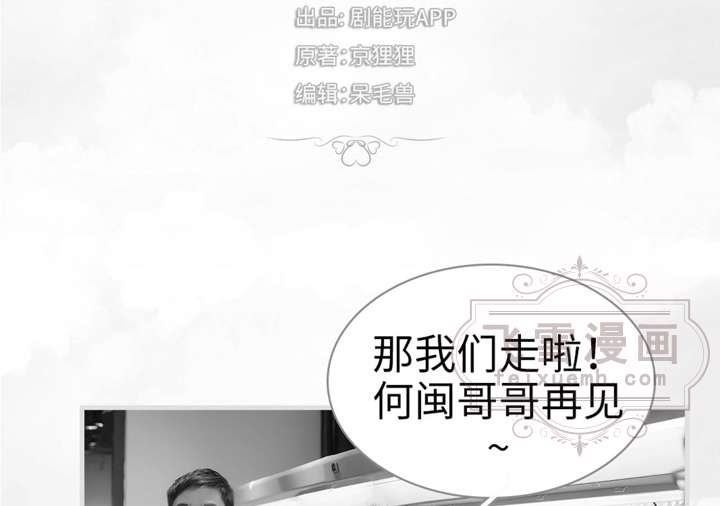 出品：剧能玩APP
原著：京狸狸
编辑：呆毛兽
飞雪漫画
feixuemh.com
那我们走啦！
何闽哥哥再见
~